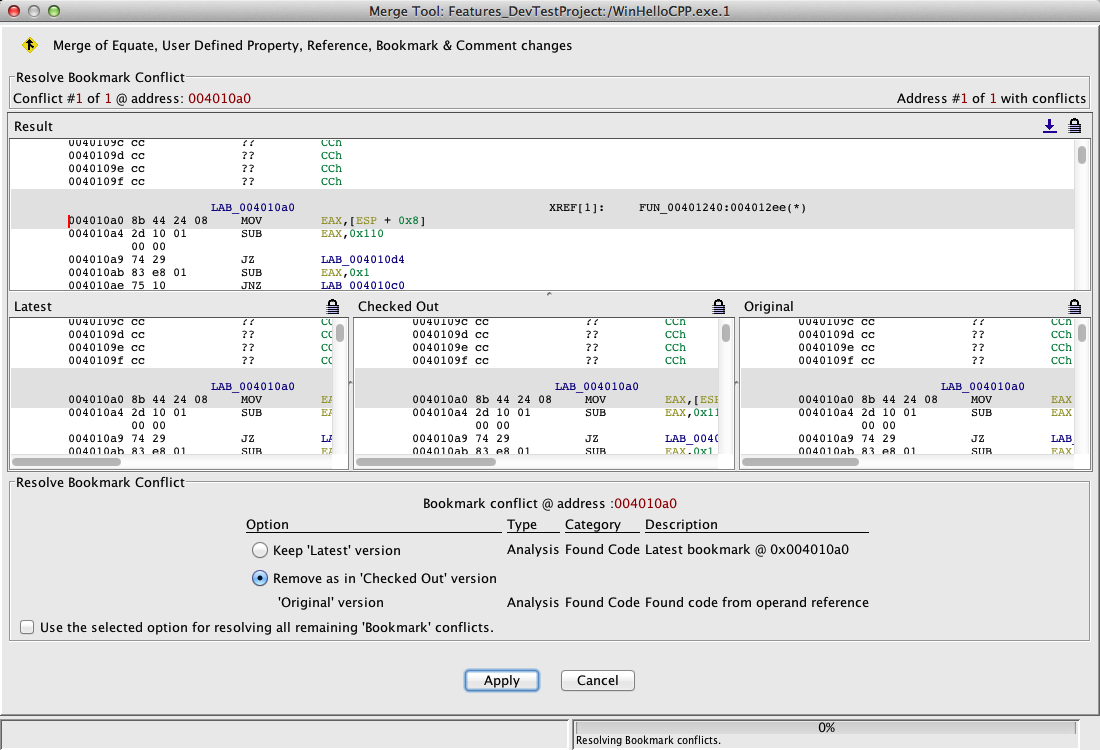 Merge Tool: Features_DevTestProject:/WinHelloCPP.exe.1
Merge of Equate, User Defined Property, Reference, Bookmark & Comment changes
Resolve Bookmark Conflict
Conflict #1 of 1 @ address: 004010a0 Address #1 of 1 with conflicts
Result
0040109c cc ?? CCh
0040109d cc ?? CCh
0040109e cc ?? CCh
0040109f cc ?? CCh
LAB_004010a0 XREF[1]: FUN_00401240:004012ee(*)
004010a0 8b 44 24 08 MOV EAX,[ESP + 0x8]
004010a4 2d 10 01 SUB EAX,0x110
00 00
004010a9 74 29 JZ LAB_004010d4
004010ab 83 e8 01 SUB EAX,0x1
004010ae 75 10 JNZ LAB_004010c0
Latest
0040109c cc ?? CC
0040109d cc ?? CC
0040109e cc ?? CC
0040109f cc ?? CC
LAB_004010a0
004010a0 8b 44 24 08 MOV EA
004010a4 2d 10 01 SUB EA
00 00
004010a9 74 29 JZ LA
004010ab 83 e8 01 SUB EA
Checked Out
0040109c cc ?? CCh
0040109d cc ?? CCh
0040109e cc ?? CCh
0040109f cc ?? CCh
LAB_004010a0
004010a0 8b 44 24 08 MOV EAX,[ESP
004010a4 2d 10 01 SUB EAX,0x11
00 00
004010a9 74 29 JZ LAB_0040
004010ab 83 e8 01 SUB EAX,0x1
Original
0040109c cc ?? CCh
0040109d cc ?? CCh
0040109e cc ?? CCh
0040109f cc ?? CCh
LAB_004010a0
004010a0 8b 44 24 08 MOV EAX
004010a4 2d 10 01 SUB EAX
00 00
004010a9 74 29 JZ LAB_
004010ab 83 e8 01 SUB EAX
Resolve Bookmark Conflict
Bookmark conflict @ address :004010a0
Option Type Category Description
Keep 'Latest' version Analysis Found Code Latest bookmark @ 0x004010a0
Remove as in 'Checked Out' version
'Original' version Analysis Found Code Found code from operand reference
Use the selected option for resolving all remaining 'Bookmark' conflicts.
Apply Cancel
0%
Resolving Bookmark conflicts.